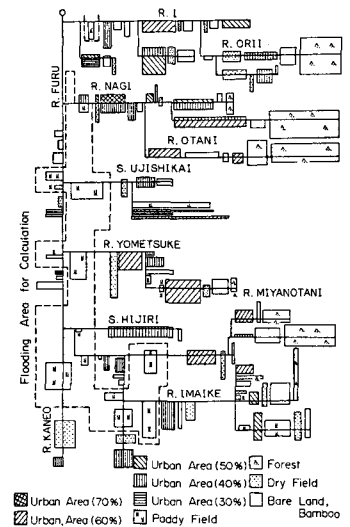 R. I
R. ORII
R. FURU
R. NAGI
R. OTANI
S. UJISHIKAI
Flooding Area for Calculation
R. YOMETSUKE
R. MIYANOTANI
S. HIJIRI
R. IMAIKE
R. KANEO
Urban Area (50%)
Forest
Urban Area (40%)
Dry Field
Urban Area (70%)
Urban Area (30%)
Bare Land,
Bamboo
Urban Area (60%)
Paddy Field